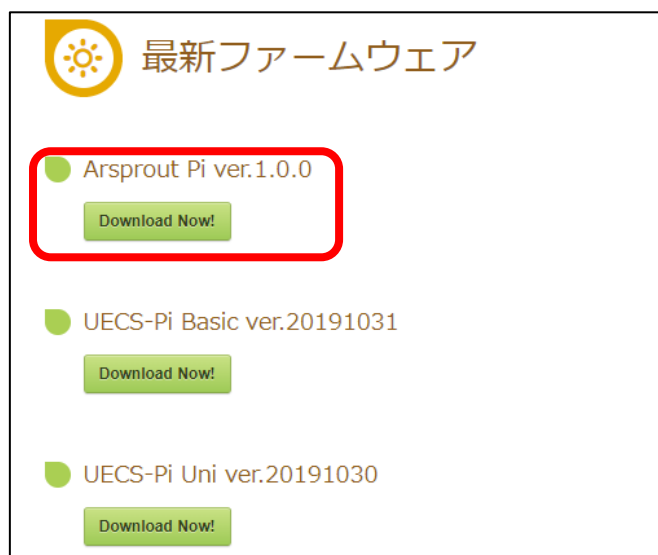 最新ファームウェア
Arsprout Pi ver.1.0.0
Download Now!
UECS-Pi Basic ver.20191031
Download Now!
UECS-Pi Uni ver.20191030
Download Now!